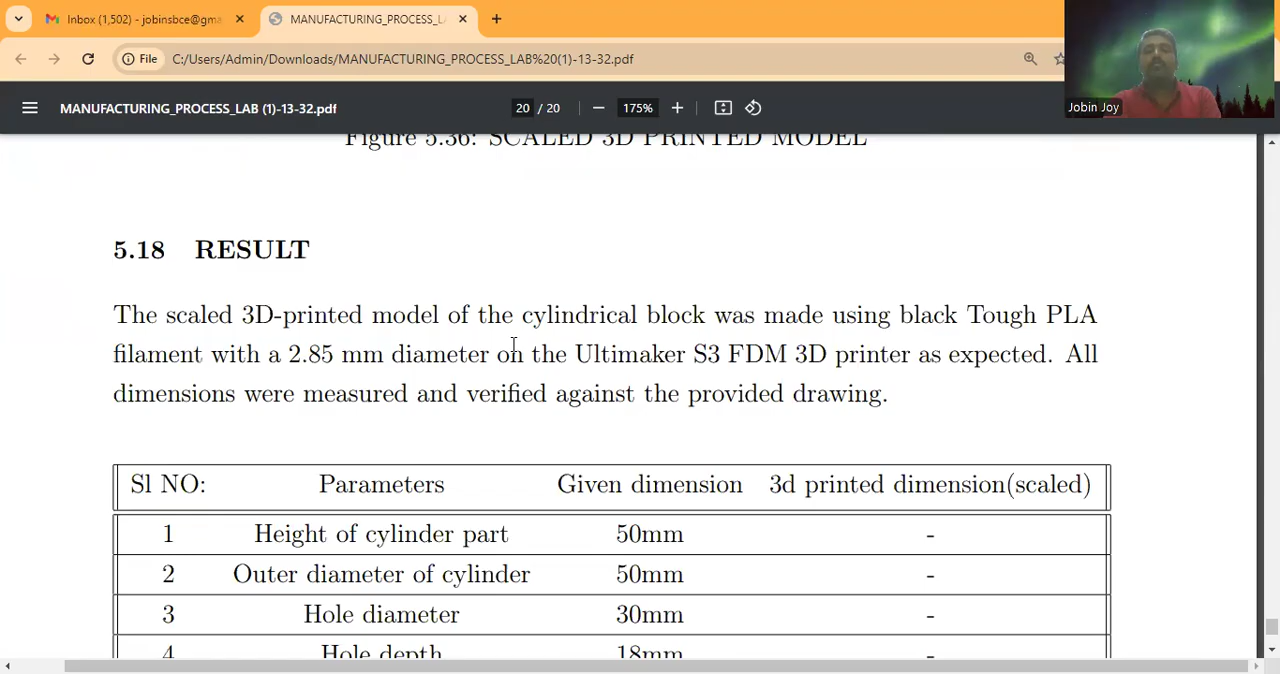 Inbox (1,502) - jobinsbce@gma
MANUFACTURING_PROCESS_L
File
C:/Users/Admin/Downloads/MANUFACTURING_PROCESS_LAB%20(1)-13-32.pdf
Jobin Joy
MANUFACTURING_PROCESS_LAB (1)-13-32.pdf
20 / 20
175%
Figure 5.36: SCALED 3D PRINTED MODEL
5.18 RESULT
The scaled 3D-printed model of the cylindrical block was made using black Tough PLA
filament with a 2.85 mm diameter on the Ultimaker S3 FDM 3D printer as expected. All
dimensions were measured and verified against the provided drawing.
Sl NO: Parameters Given dimension 3d printed dimension(scaled)
1 Height of cylinder part 50mm -
2 Outer diameter of cylinder 50mm -
3 Hole diameter 30mm -
4 Hole depth 18mm -